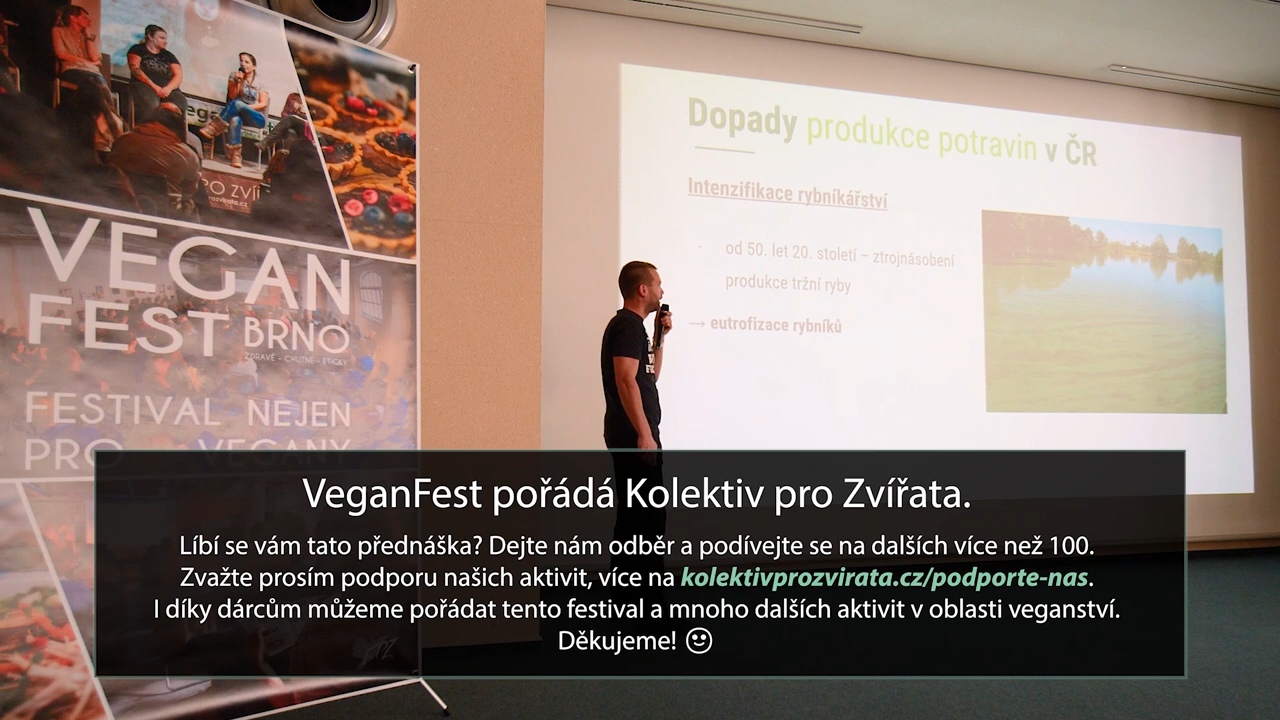 PRO ZVÍŘ
VEGAN
FEST BRNO
ZDRAVĚ - CHUTNĚ - ETICKY
FESTIVAL NEJEN
PRO VEGANY
Dopady produkce potravin v ČR
Intenzifikace rybníkářství
- od 50. let 20. století – ztrojnásobení
produkce tržní ryby
→ eutrofizace rybníků
VeganFest pořádá Kolektiv pro Zvířata.
Líbí se vám tato přednáška? Dejte nám odběr a podívejte se na dalších více než 100.
Zvažte prosím podporu našich aktivit, více na kolektivprozvirata.cz/podporte-nas.
I díky dárcům můžeme pořádat tento festival a mnoho dalších aktivit v oblasti veganství.
Děkujeme! 🙂